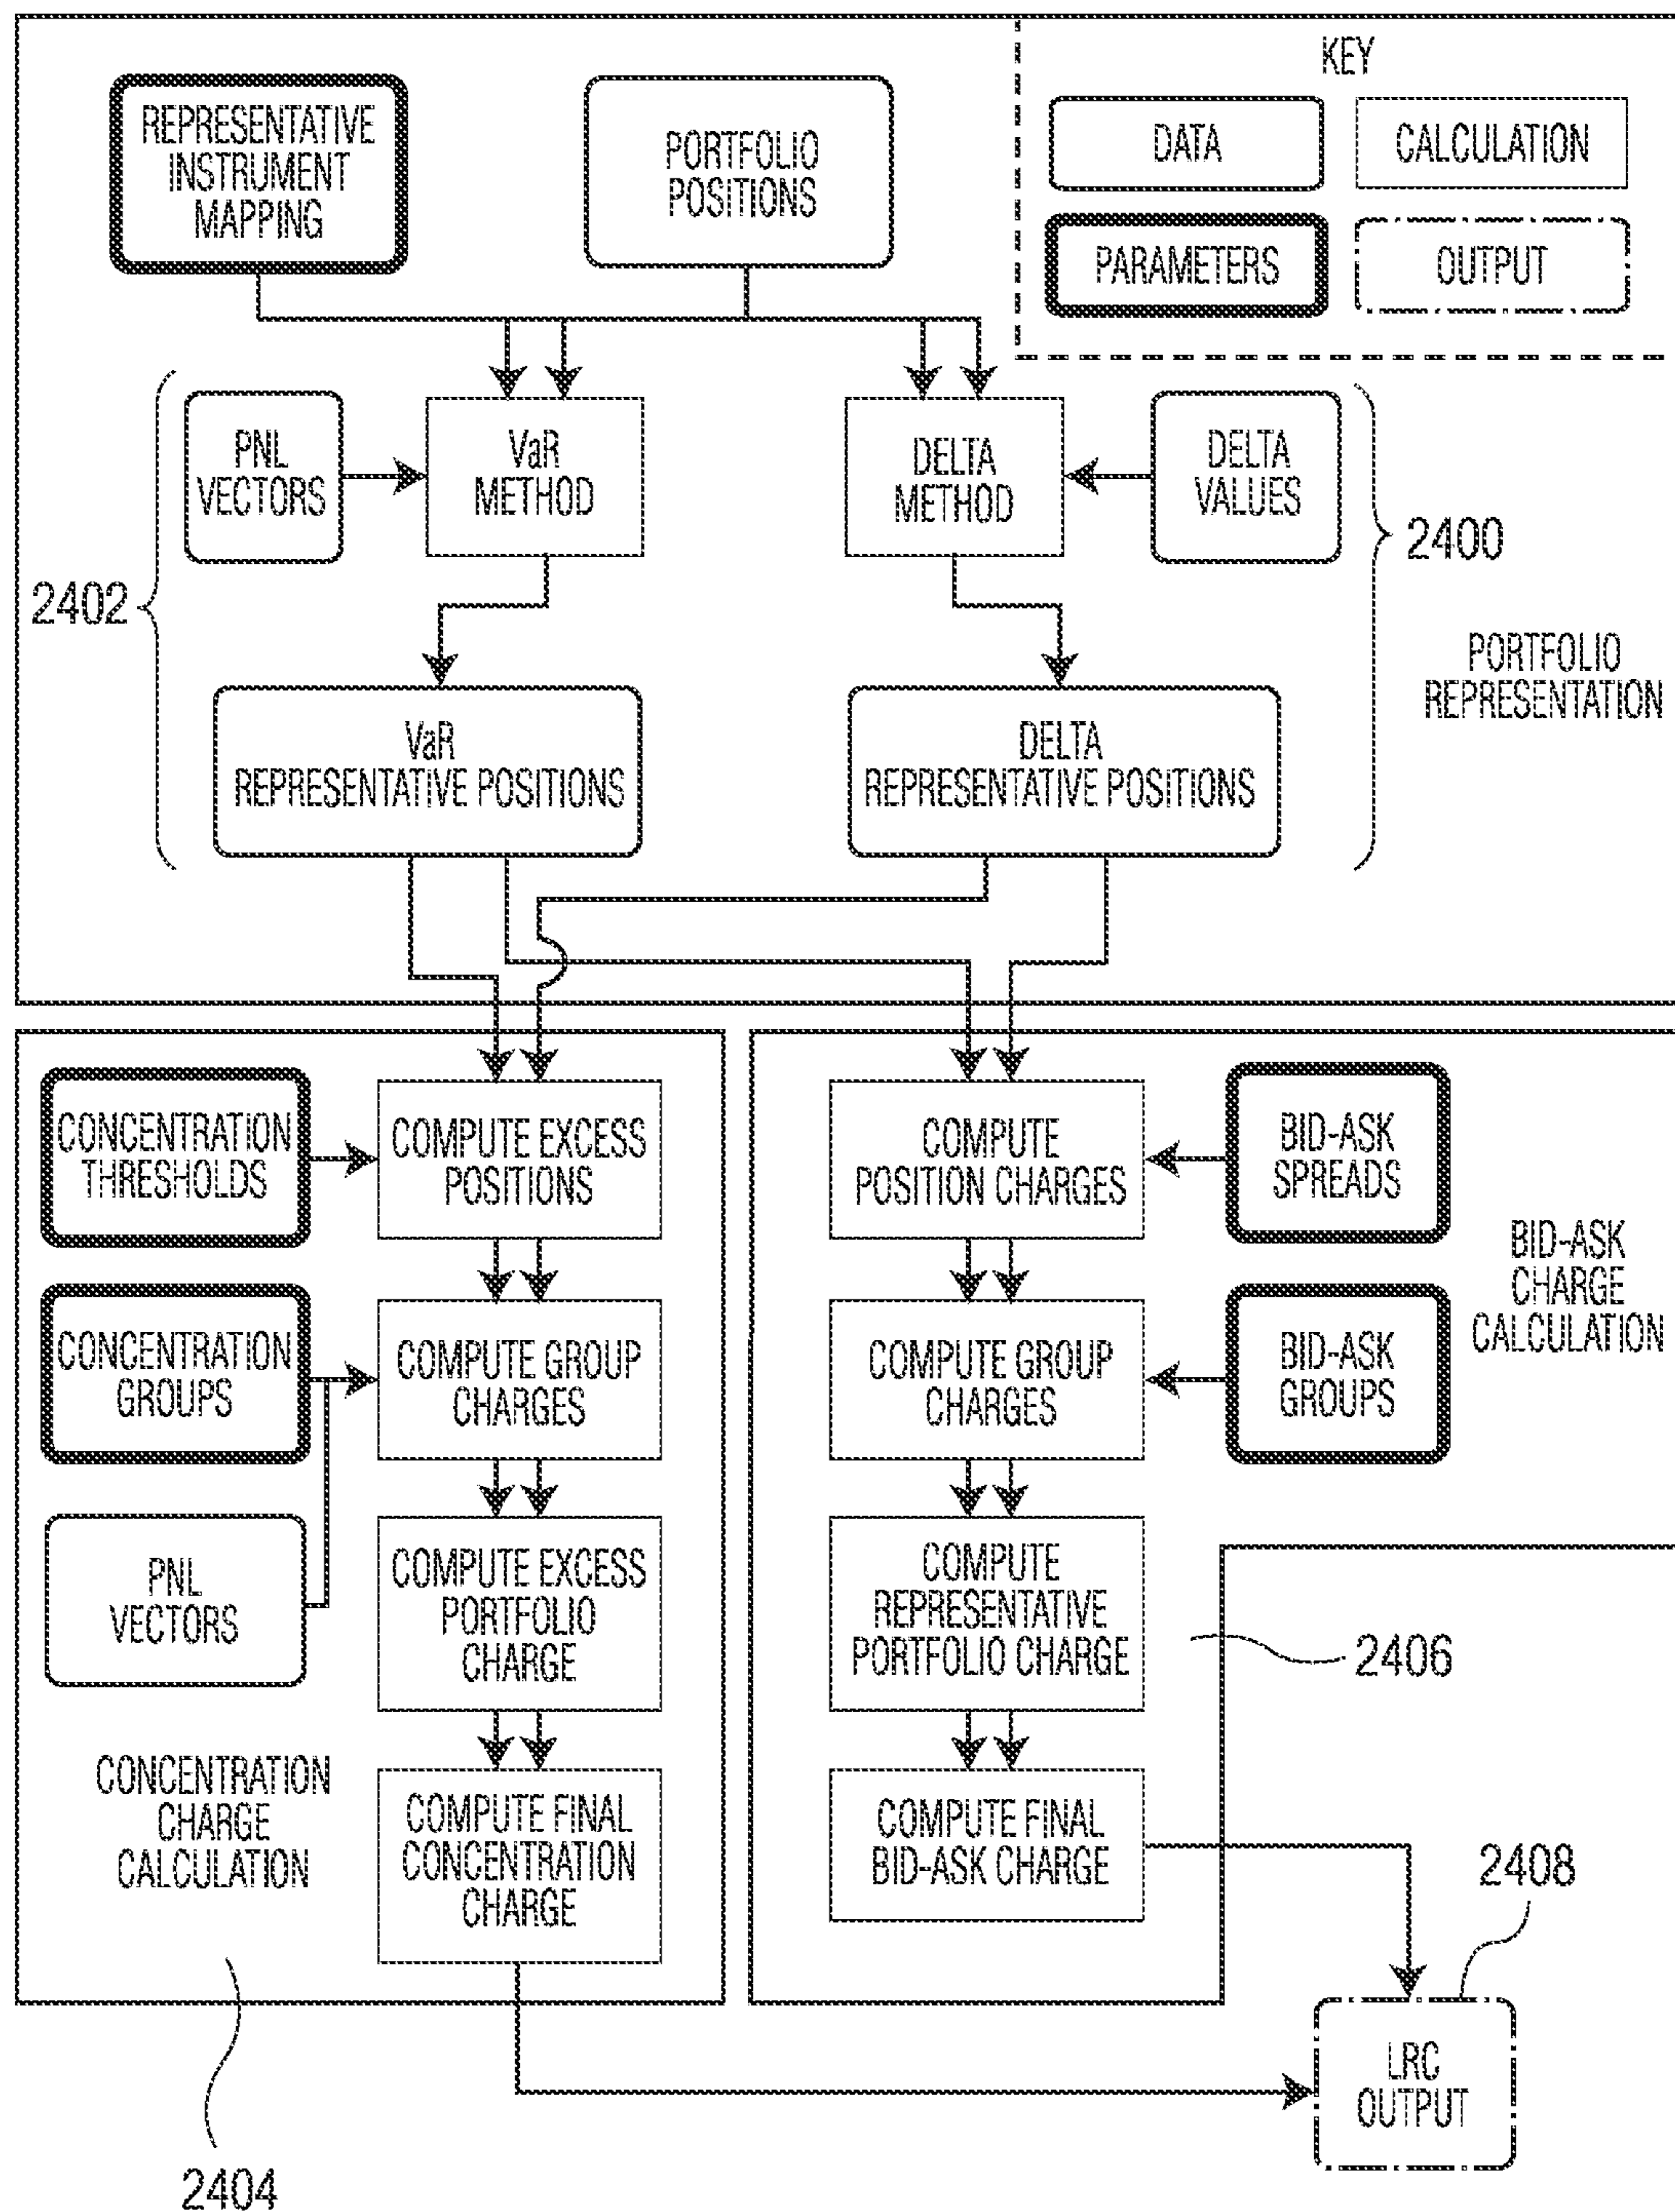 REPRESENTATIVE
INSTRUMENT
MAPPING
PORTFOLIO
POSITIONS
KEY
DATA
CALCULATION
PARAMETERS
OUTPUT
PNL
VECTORS
VaR
METHOD
DELTA
METHOD
DELTA
VALUES
2402
2400
PORTFOLIO
REPRESENTATION
VaR
REPRESENTATIVE POSITIONS
DELTA
REPRESENTATIVE POSITIONS
CONCENTRATION
THRESHOLDS
COMPUTE EXCESS
POSITIONS
COMPUTE
POSITION CHARGES
BID-ASK
SPREADS
BID-ASK
CHARGE
CALCULATION
CONCENTRATION
GROUPS
COMPUTE GROUP
CHARGES
COMPUTE GROUP
CHARGES
BID-ASK
GROUPS
PNL
VECTORS
COMPUTE EXCESS
PORTFOLIO
CHARGE
COMPUTE
REPRESENTATIVE
PORTFOLIO CHARGE
2406
CONCENTRATION
CHARGE
CALCULATION
COMPUTE FINAL
CONCENTRATION
CHARGE
COMPUTE FINAL
BID-ASK CHARGE
2408
LRC
OUTPUT
2404